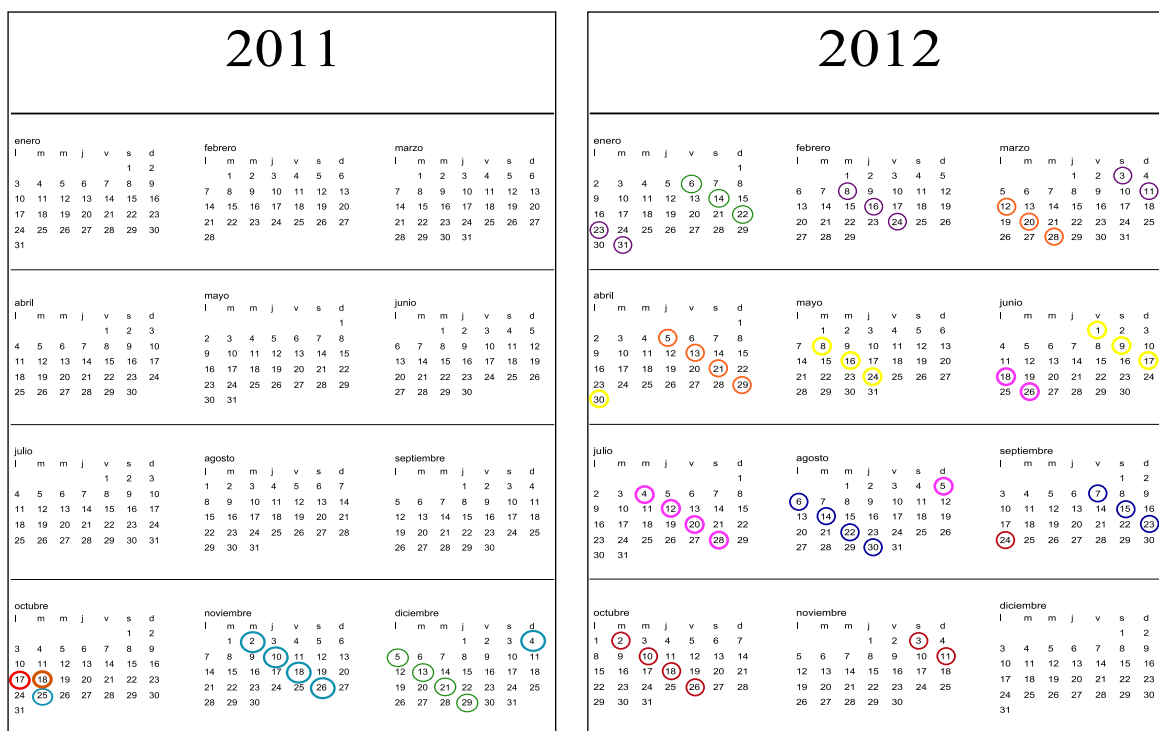 2011
enero
l m m j v s d
1 2
3 4 5 6 7 8 9
10 11 12 13 14 15 16
17 18 19 20 21 22 23
24 25 26 27 28 29 30
31
febrero
l m m j v s d
1 2 3 4 5 6
7 8 9 10 11 12 13
14 15 16 17 18 19 20
21 22 23 24 25 26 27
28
marzo
l m m j v s d
1 2 3 4 5 6
7 8 9 10 11 12 13
14 15 16 17 18 19 20
21 22 23 24 25 26 27
28 29 30 31
abril
l m m j v s d
1 2 3
4 5 6 7 8 9 10
11 12 13 14 15 16 17
18 19 20 21 22 23 24
25 26 27 28 29 30
mayo
l m m j v s d
1
2 3 4 5 6 7 8
9 10 11 12 13 14 15
16 17 18 19 20 21 22
23 24 25 26 27 28 29
30 31
junio
l m m j v s d
1 2 3 4 5
6 7 8 9 10 11 12
13 14 15 16 17 18 19
20 21 22 23 24 25 26
27 28 29 30
julio
l m m j v s d
1 2 3
4 5 6 7 8 9 10
11 12 13 14 15 16 17
18 19 20 21 22 23 24
25 26 27 28 29 30 31
agosto
l m m j v s d
1 2 3 4 5 6 7
8 9 10 11 12 13 14
15 16 17 18 19 20 21
22 23 24 25 26 27 28
29 30 31
septiembre
l m m j v s d
1 2 3 4
5 6 7 8 9 10 11
12 13 14 15 16 17 18
19 20 21 22 23 24 25
26 27 28 29 30
octubre
l m m j v s d
1 2
3 4 5 6 7 8 9
10 11 12 13 14 15 16
17 18 19 20 21 22 23
24 25 26 27 28 29 30
31
noviembre
l m m j v s d
1 2 3 4 5 6
7 8 9 10 11 12 13
14 15 16 17 18 19 20
21 22 23 24 25 26 27
28 29 30
diciembre
l m m j v s d
1 2 3 4
5 6 7 8 9 10 11
12 13 14 15 16 17 18
19 20 21 22 23 24 25
26 27 28 29 30 31
2012
enero
l m m j v s d
1
2 3 4 5 6 7 8
9 10 11 12 13 14 15
16 17 18 19 20 21 22
23 24 25 26 27 28 29
30 31
febrero
l m m j v s d
1 2 3 4 5
6 7 8 9 10 11 12
13 14 15 16 17 18 19
20 21 22 23 24 25 26
27 28 29
marzo
l m m j v s d
1 2 3 4
5 6 7 8 9 10 11
12 13 14 15 16 17 18
19 20 21 22 23 24 25
26 27 28 29 30 31
abril
l m m j v s d
1
2 3 4 5 6 7 8
9 10 11 12 13 14 15
16 17 18 19 20 21 22
23 24 25 26 27 28 29
30
mayo
l m m j v s d
1 2 3 4 5 6
7 8 9 10 11 12 13
14 15 16 17 18 19 20
21 22 23 24 25 26 27
28 29 30 31
junio
l m m j v s d
1 2 3
4 5 6 7 8 9 10
11 12 13 14 15 16 17
18 19 20 21 22 23 24
25 26 27 28 29 30
julio
l m m j v s d
1
2 3 4 5 6 7 8
9 10 11 12 13 14 15
16 17 18 19 20 21 22
23 24 25 26 27 28 29
30 31
agosto
l m m j v s d
1 2 3 4 5
6 7 8 9 10 11 12
13 14 15 16 17 18 19
20 21 22 23 24 25 26
27 28 29 30 31
septiembre
l m m j v s d
1 2
3 4 5 6 7 8 9
10 11 12 13 14 15 16
17 18 19 20 21 22 23
24 25 26 27 28 29 30
octubre
l m m j v s d
1 2 3 4 5 6 7
8 9 10 11 12 13 14
15 16 17 18 19 20 21
22 23 24 25 26 27 28
29 30 31
noviembre
l m m j v s d
1 2 3 4
5 6 7 8 9 10 11
12 13 14 15 16 17 18
19 20 21 22 23 24 25
26 27 28 29 30
diciembre
l m m j v s d
1 2
3 4 5 6 7 8 9
10 11 12 13 14 15 16
17 18 19 20 21 22 23
24 25 26 27 28 29 30
31